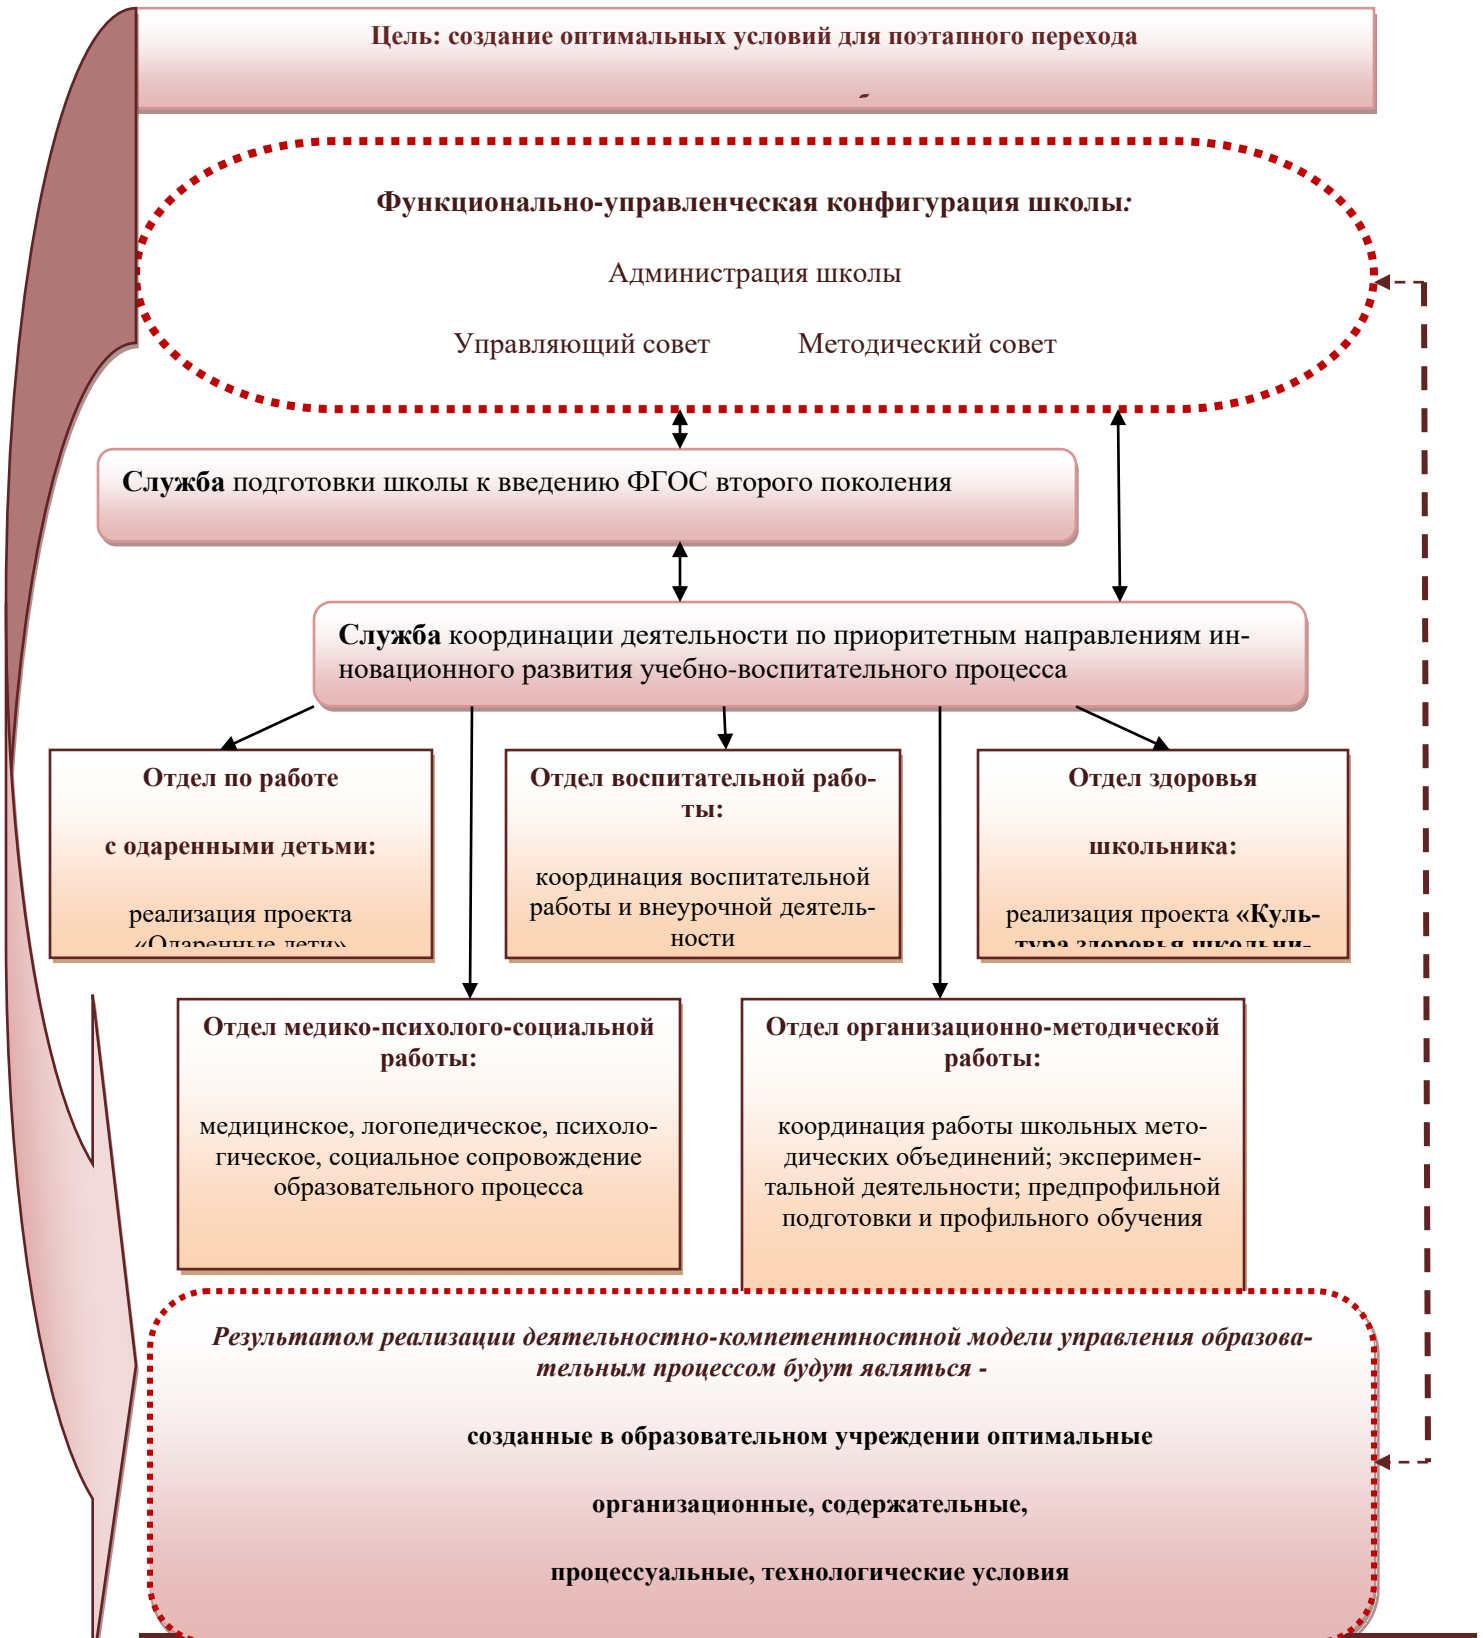 Цель: создание оптимальных условий для поэтапного перехода
Функционально-управленческая конфигурация школы:
Администрация школы
Управляющий совет Методический совет
Служба подготовки школы к введению ФГОС второго поколения
Служба координации деятельности по приоритетным направлениям ин-
новационного развития учебно-воспитательного процесса
Отдел по работе
с одаренными детьми:
реализация проекта
«Одаренные дети»
Отдел воспитательной рабо-
ты:
координация воспитательной
работы и внеурочной деятель-
ности
Отдел здоровья
школьника:
реализация проекта «Куль-
тура здоровья школьни-
Отдел медико-психолого-социальной
работы:
медицинское, логопедическое, психоло-
гическое, социальное сопровождение
образовательного процесса
Отдел организационно-методической
работы:
координация работы школьных мето-
дических объединений; эксперимен-
тальной деятельности; предпрофильной
подготовки и профильного обучения
Результатом реализации деятельностно-компетентностной модели управления образова-
тельным процессом будут являться -
созданные в образовательном учреждении оптимальные
организационные, содержательные,
процессуальные, технологические условия